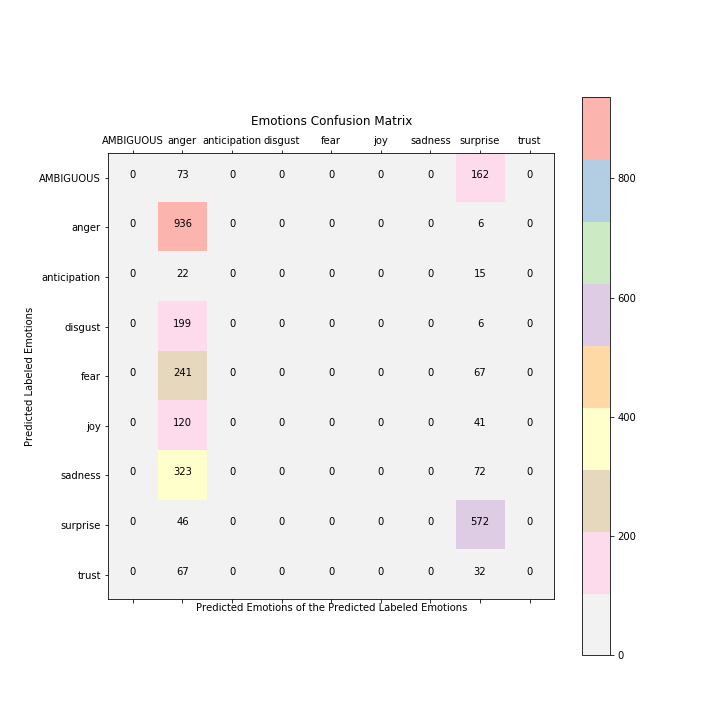 Emotions Confusion Matrix
AMBIGUOUS anger anticipation disgust fear joy sadness surprise trust
AMBIGUOUS 0 73 0 0 0 0 0 162 0
anger 0 936 0 0 0 0 0 6 0
anticipation 0 22 0 0 0 0 0 15 0
disgust 0 199 0 0 0 0 0 6 0
fear 0 241 0 0 0 0 0 67 0
joy 0 120 0 0 0 0 0 41 0
sadness 0 323 0 0 0 0 0 72 0
surprise 0 46 0 0 0 0 0 572 0
trust 0 67 0 0 0 0 0 32 0
Predicted Labeled Emotions
Predicted Emotions of the Predicted Labeled Emotions
800
600
400
200
0